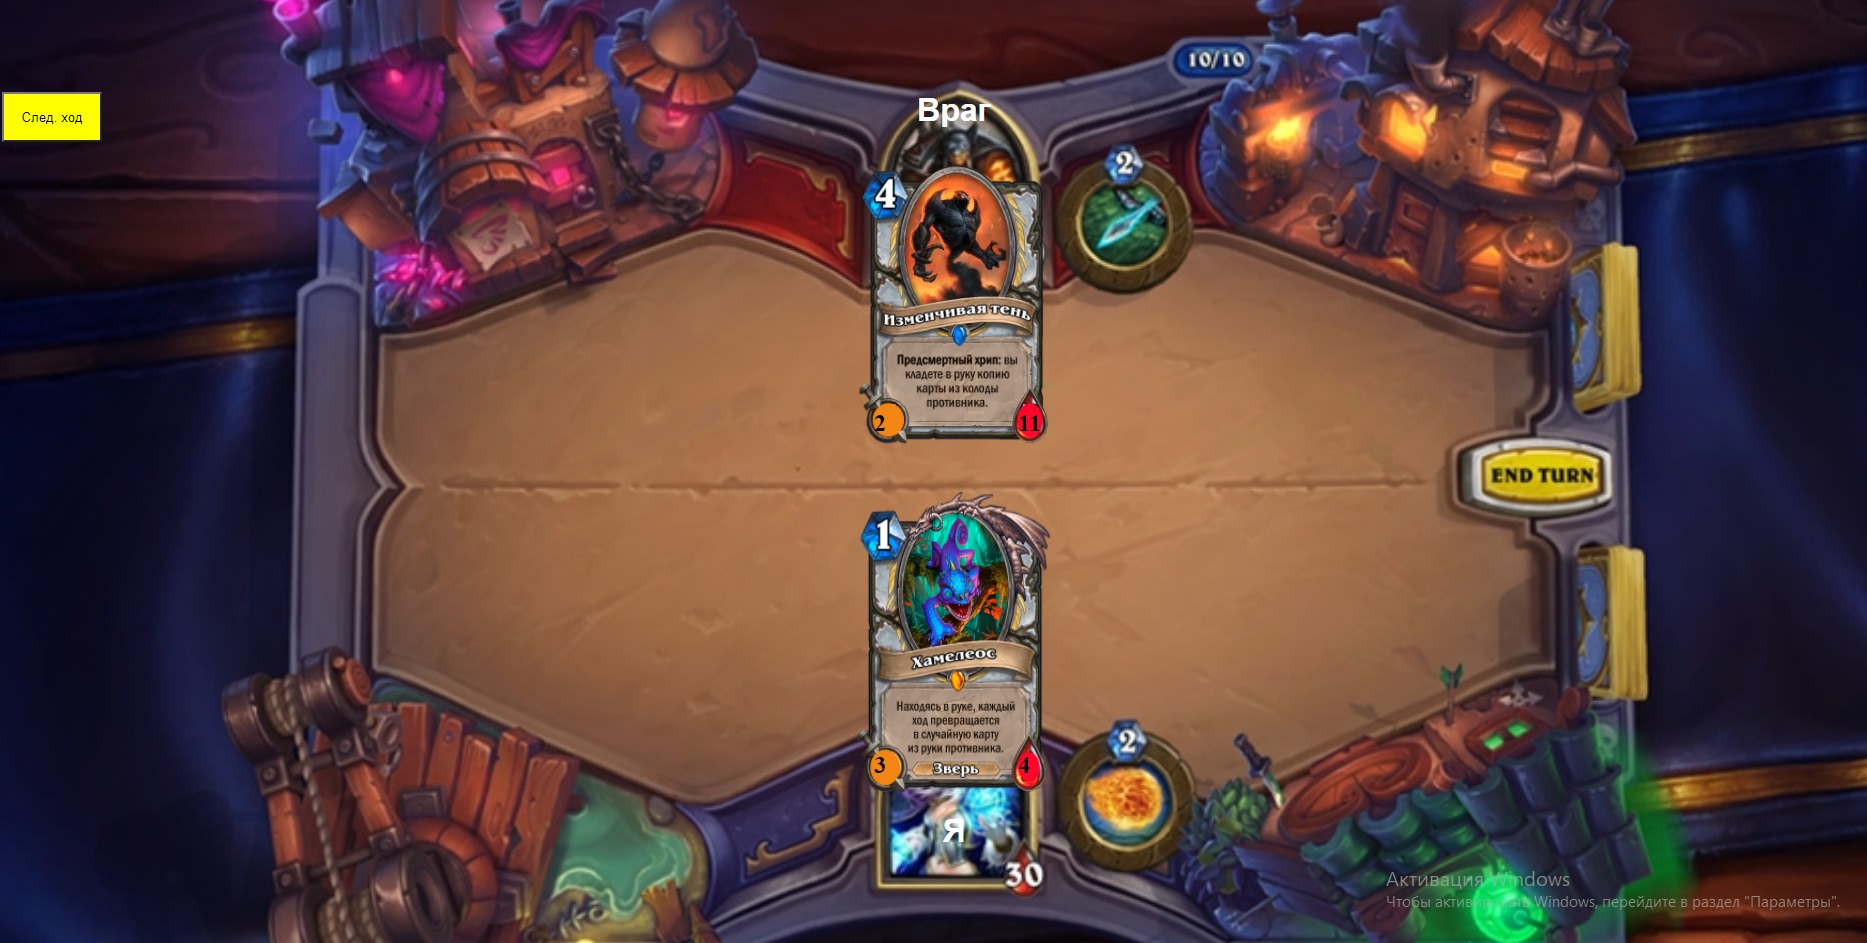 10/10
Враг
След. ход
2
4
Изменчивая тень
Предсмертный хрип: вы
кладете в руку копию
карты из колоды
противника.
2
11
END TURN
1
Хамелеос
Находясь в руке, каждый
ход превращается
в случайную карту
из руки противника.
3
Зверь
4
2
Я
30
Активация Windows
Чтобы активировать Windows, перейдите в раздел "Параметры".